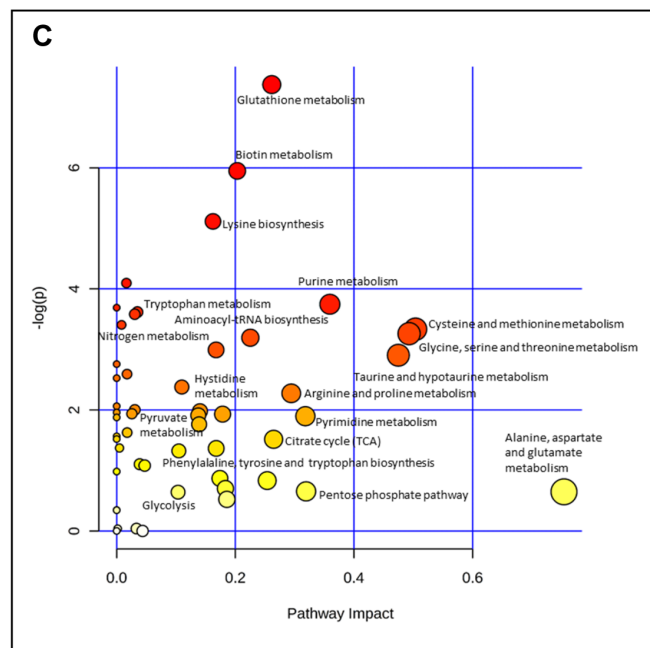 C
Glutathione metabolism
Biotin metabolism
6
Lysine biosynthesis
Purine metabolism
4
Tryptophan metabolism
Aminoacyl-tRNA biosynthesis
Cysteine and methionine metabolism
Nitrogen metabolism
Glycine, serine and threonine metabolism
Taurine and hypotaurine metabolism
Hystidine
metabolism
Arginine and proline metabolism
2
Pyruvate
metabolism
Pyrimidine metabolism
Citrate cycle (TCA)
Alanine, aspartate
and glutamate
metabolism
Phenylalaline, tyrosine and tryptophan biosynthesis
Glycolysis
Pentose phosphate pathway
0
-log(p)
0.0 0.2 0.4 0.6
Pathway Impact